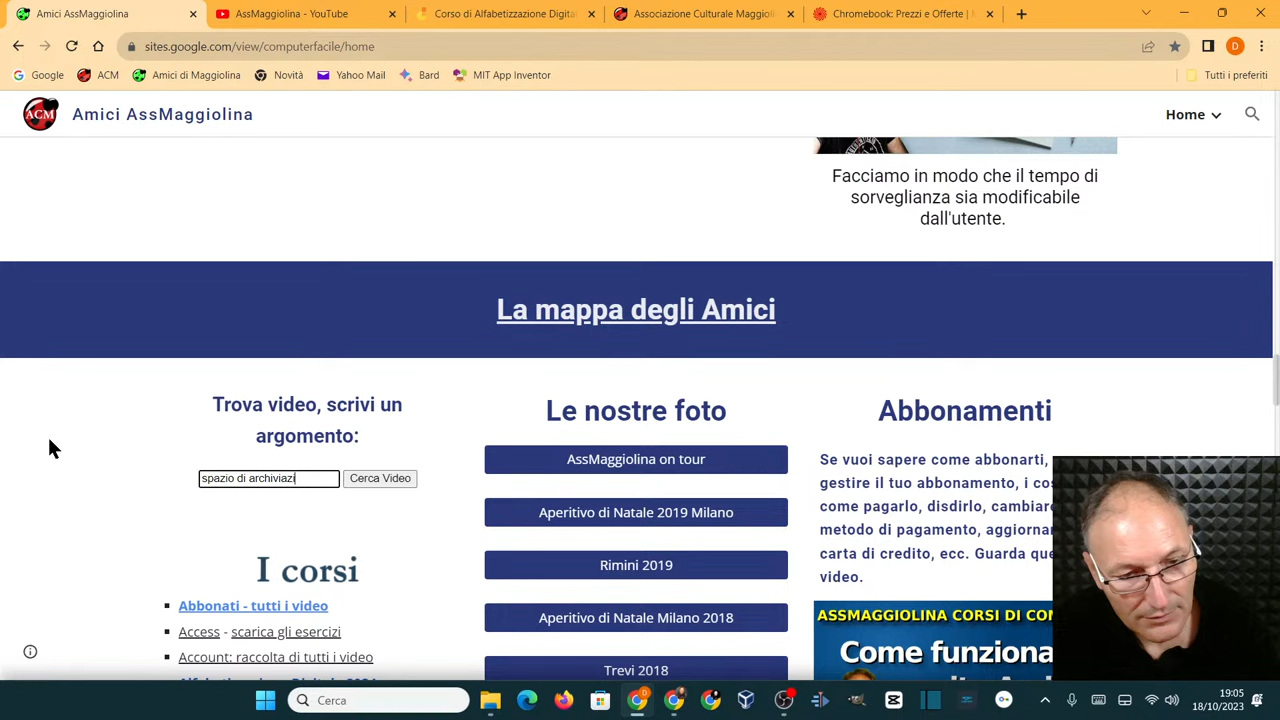 Amici AssMaggiolina
AssMaggiolina - YouTube
Corso di Alfabetizzazione Digita
Associazione Culturale Maggioli
Chromebook: Prezzi e Offerte |
sites.google.com/view/computerfacile/home
D
Google
ACM
Amici di Maggiolina
Novità
Yahoo Mail
Bard
MIT App Inventor
Tutti i preferiti
ACM
Amici AssMaggiolina
Home
Facciamo in modo che il tempo di
sorveglianza sia modificabile
dall'utente.
La mappa degli Amici
Trova video, scrivi un
argomento:
spazio di archiviazi
Cerca Video
I corsi
Abbonati - tutti i video
Access - scarica gli esercizi
Account: raccolta di tutti i video
Le nostre foto
AssMaggiolina on tour
Aperitivo di Natale 2019 Milano
Rimini 2019
Aperitivo di Natale Milano 2018
Trevi 2018
Abbonamenti
Se vuoi sapere come abbonarti,
gestire il tuo abbonamento, i cos
come pagarlo, disdirlo, cambiare
metodo di pagamento, aggiornar
carta di credito, ecc. Guarda que
video.
ASSMAGGIOLINA CORSI DI CON
Come funziona
Cerca
19:05
18/10/2023